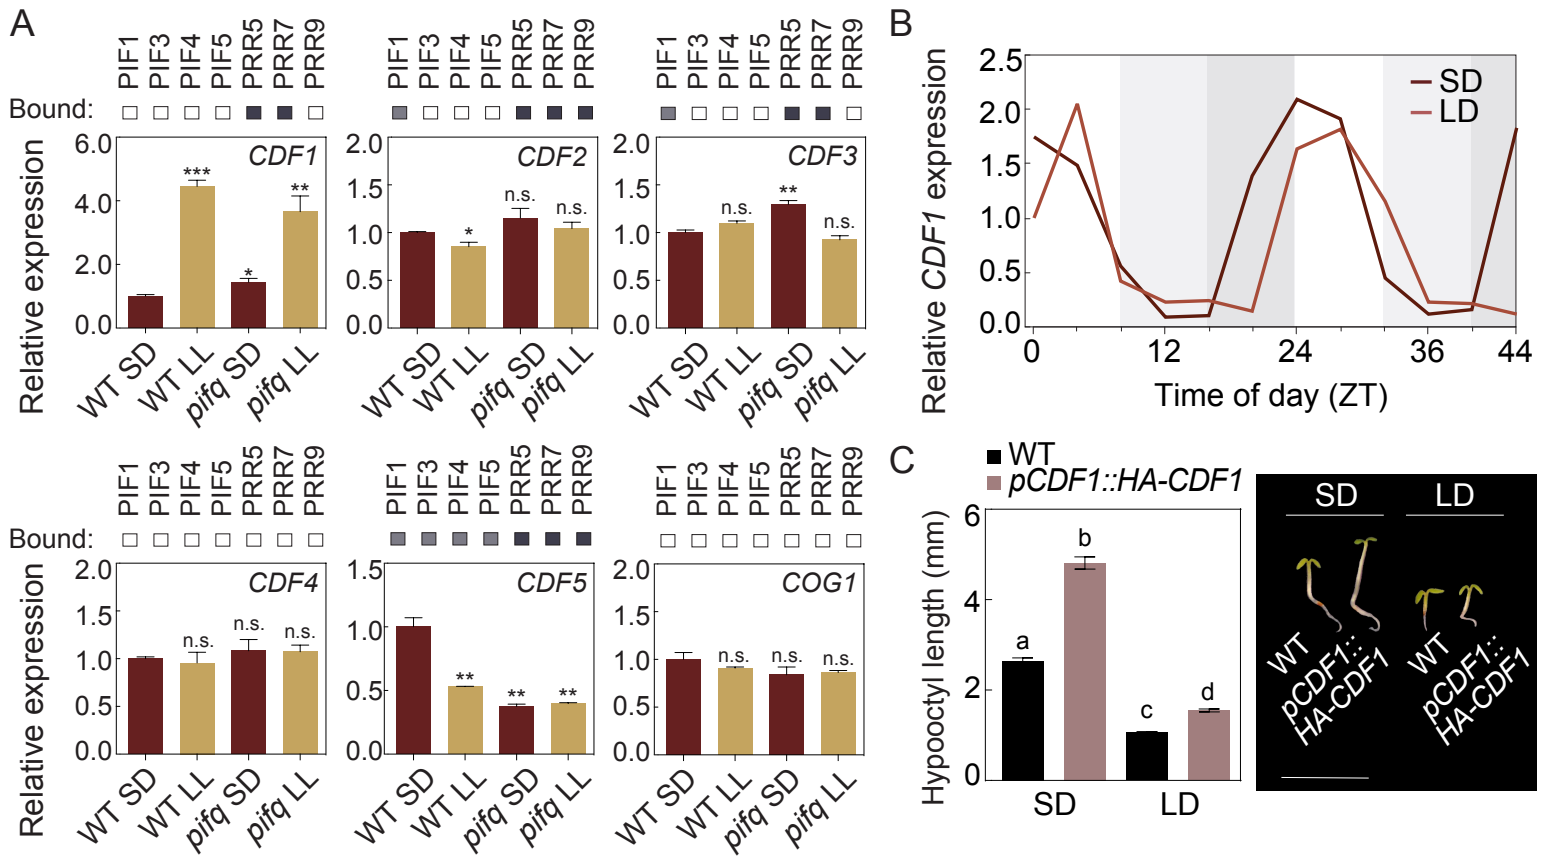 A
PIF1 PIF3 PIF4 PIF5 PRR5 PRR7 PRR9
PIF1 PIF3 PIF4 PIF5 PRR5 PRR7 PRR9
PIF1 PIF3 PIF4 PIF5 PRR5 PRR7 PRR9
Bound:
Relative expression
CDF1
6.0
4.0
2.0
0.0
*** * **
WT SD WT LL pifq SD pifq LL
CDF2
2.0
1.5
1.0
0.5
0.0
* n.s. n.s.
WT SD WT LL pifq SD pifq LL
CDF3
2.0
1.5
1.0
0.5
0.0
n.s. ** n.s.
WT SD WT LL pifq SD pifq LL
PIF1 PIF3 PIF4 PIF5 PRR5 PRR7 PRR9
PIF1 PIF3 PIF4 PIF5 PRR5 PRR7 PRR9
PIF1 PIF3 PIF4 PIF5 PRR5 PRR7 PRR9
Bound:
Relative expression
CDF4
2.0
1.5
1.0
0.5
0.0
n.s. n.s. n.s.
WT SD WT LL pifq SD pifq LL
CDF5
1.5
1.0
0.5
0.0
** ** **
WT SD WT LL pifq SD pifq LL
COG1
2.0
1.5
1.0
0.5
0.0
n.s. n.s. n.s.
WT SD WT LL pifq SD pifq LL
B
Relative CDF1 expression
2.5
2.0
1.5
1.0
0.5
0.0
SD
LD
0 12 24 36 44
Time of day (ZT)
C
WT
pCDF1::HA-CDF1
Hypooctyl length (mm)
6
4
2
0
a b c d
SD LD
SD LD
WT
pCDF1::
HA-CDF1
WT
pCDF1::
HA-CDF1